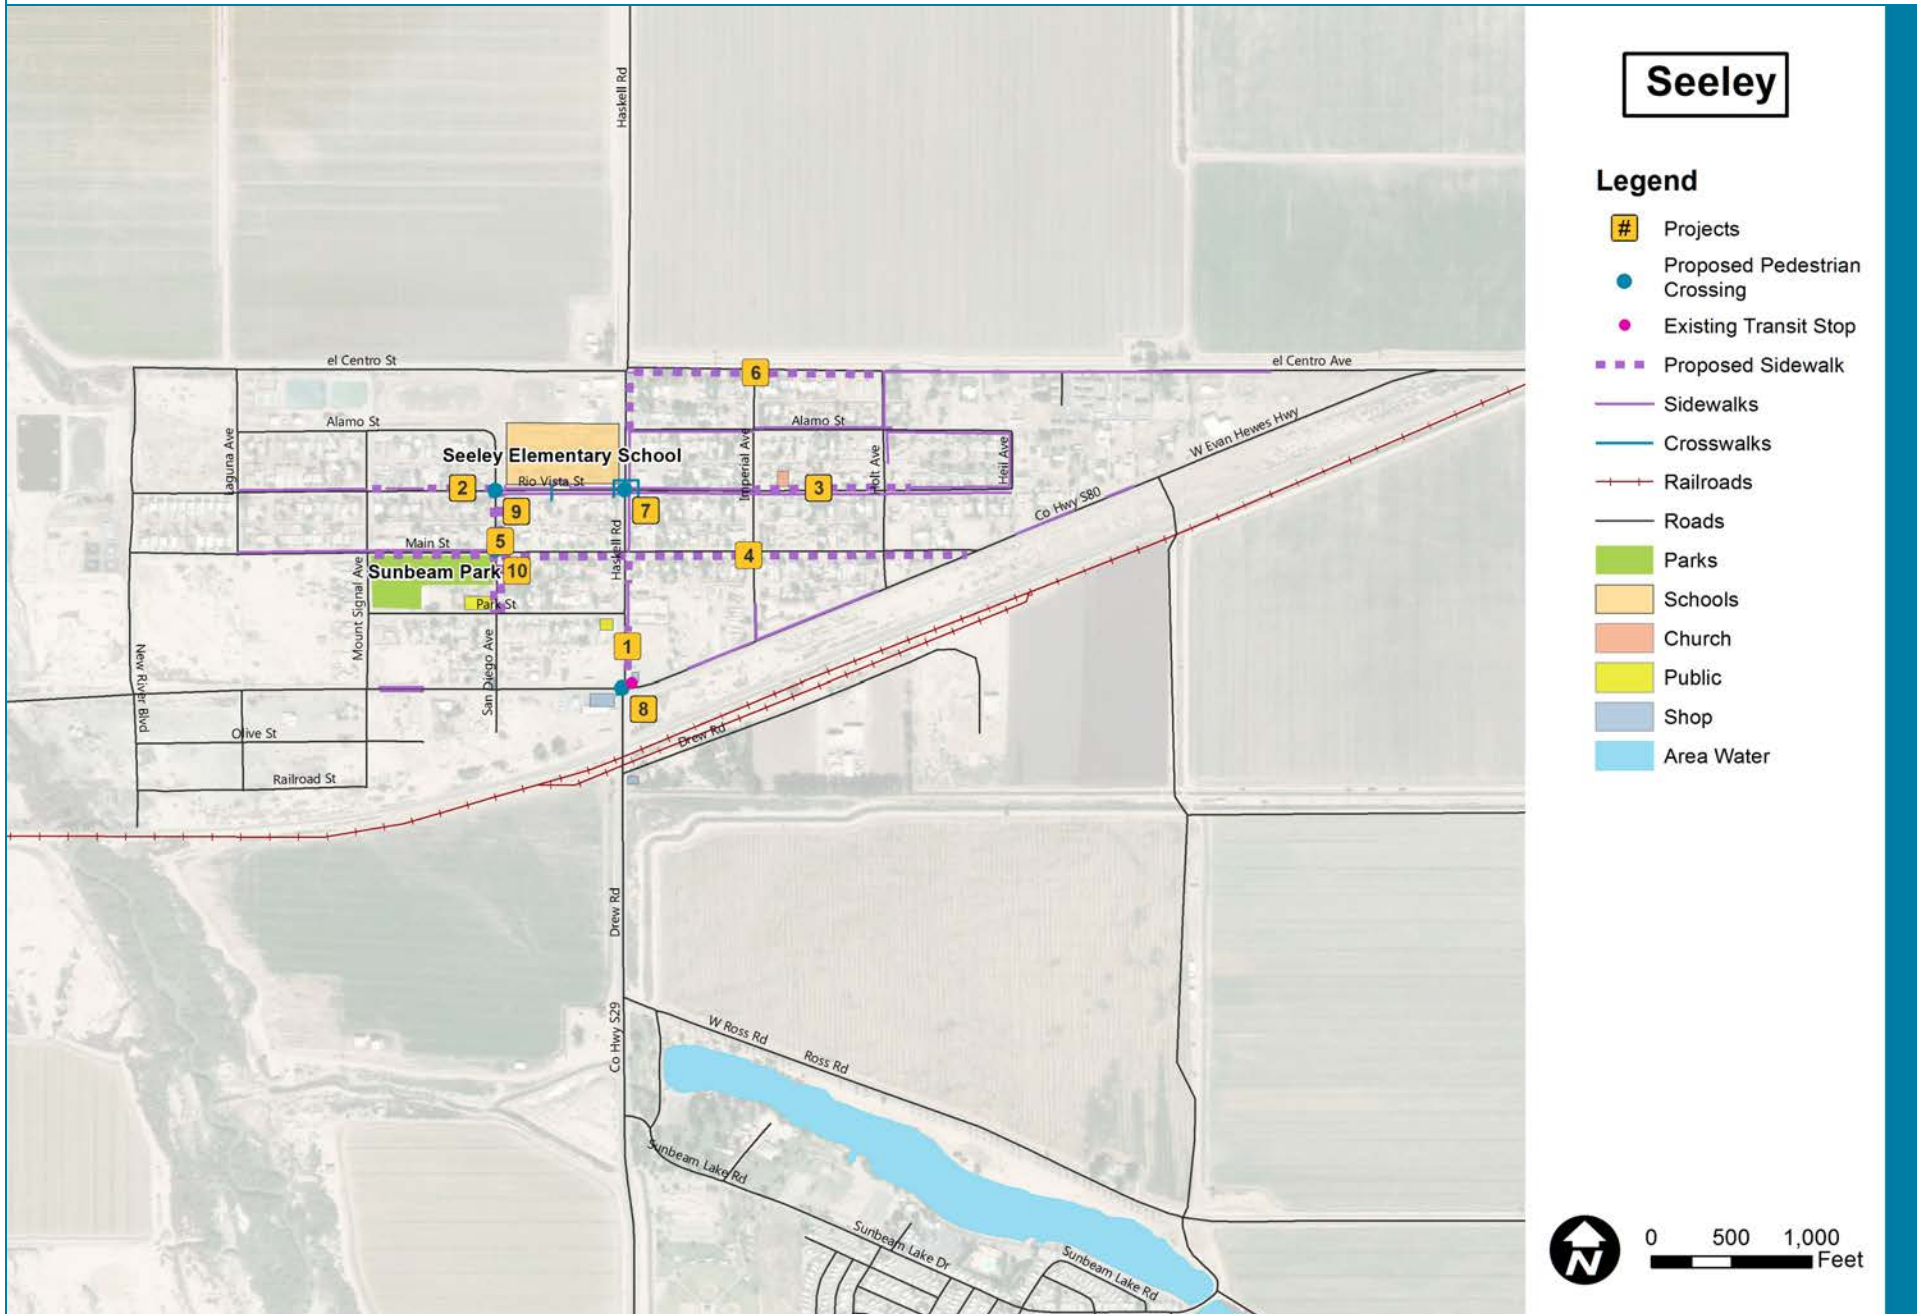 Seeley
Legend
# Projects
Proposed Pedestrian
Crossing
Existing Transit Stop
Proposed Sidewalk
Sidewalks
Crosswalks
Railroads
Roads
Parks
Schools
Church
Public
Shop
Area Water
N
0 500 1,000
Feet
Haskell Rd
el Centro St
el Centro Ave
6
Alamo St
Alamo St
W Evan Hewes Hwy
Laguna Ave
Imperial Ave
Holt Ave
Heil Ave
Seeley Elementary School
Rio Vista St
2
3
9
7
Co Hwy S80
Haskell Rd
5
Main St
4
Sunbeam Park
10
Mount Signal Ave
Park St
1
San Diego Ave
New River Blvd
8
Olive St
Drew Rd
Railroad St
Drew Rd
Co Hwy S29
W Ross Rd
Ross Rd
Sunbeam Lake Rd
Sunbeam Lake Dr
Sunbeam Lake Rd